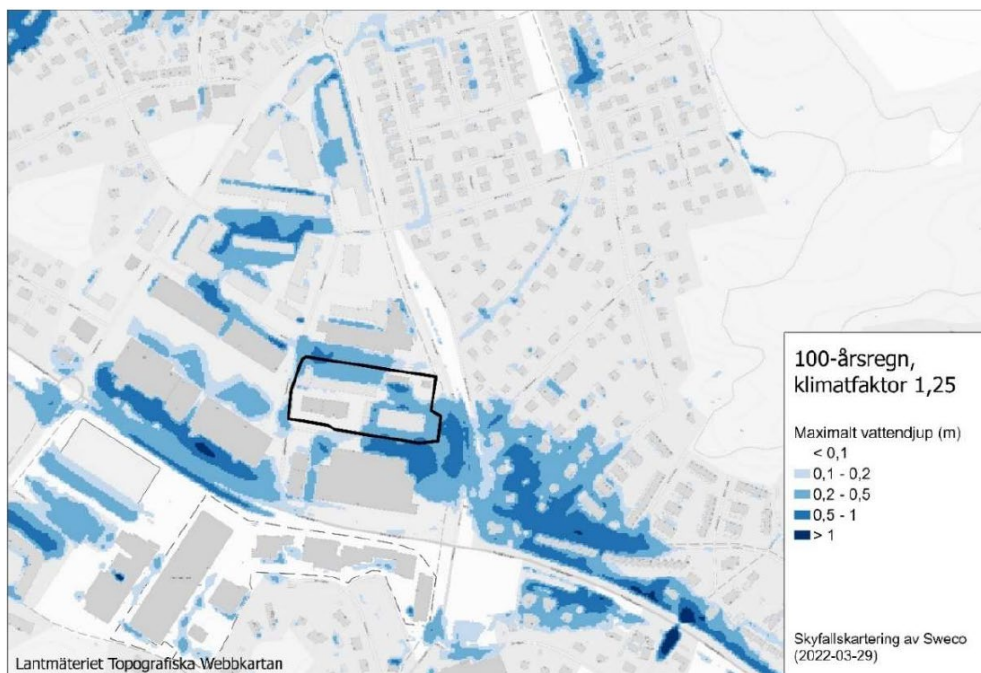 100-årsregn,
klimatfaktor 1,25
Maximalt vattendjup (m)
< 0,1
0,1 - 0,2
0,2 - 0,5
0,5 - 1
> 1
Skyfallskartering av Sweco
(2022-03-29)
Lantmäteriet Topografiska Webbkartan